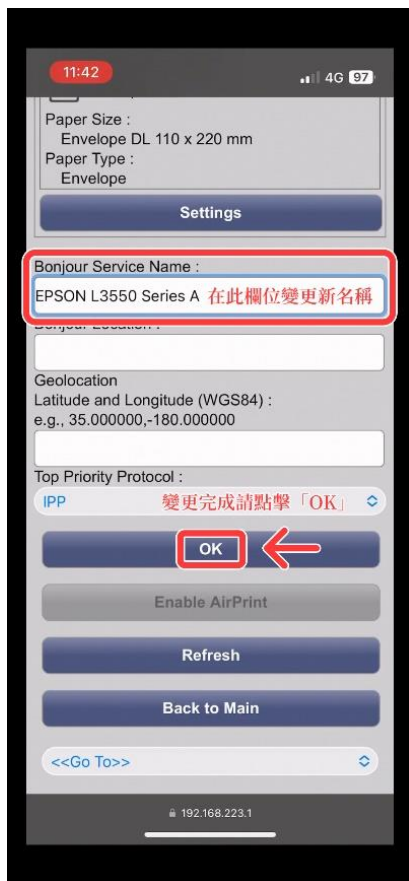 11:42
4G 97
Paper Size :
Envelope DL 110 x 220 mm
Paper Type :
Envelope
Settings
Bonjour Service Name :
EPSON L3550 Series A 在此欄位變更新名稱
Bonjour Location :
Geolocation
Latitude and Longitude (WGS84) :
e.g., 35.000000,-180.000000
Top Priority Protocol :
IPP 變更完成請點擊「OK」
OK
Enable AirPrint
Refresh
Back to Main
<<Go To>>
192.168.223.1